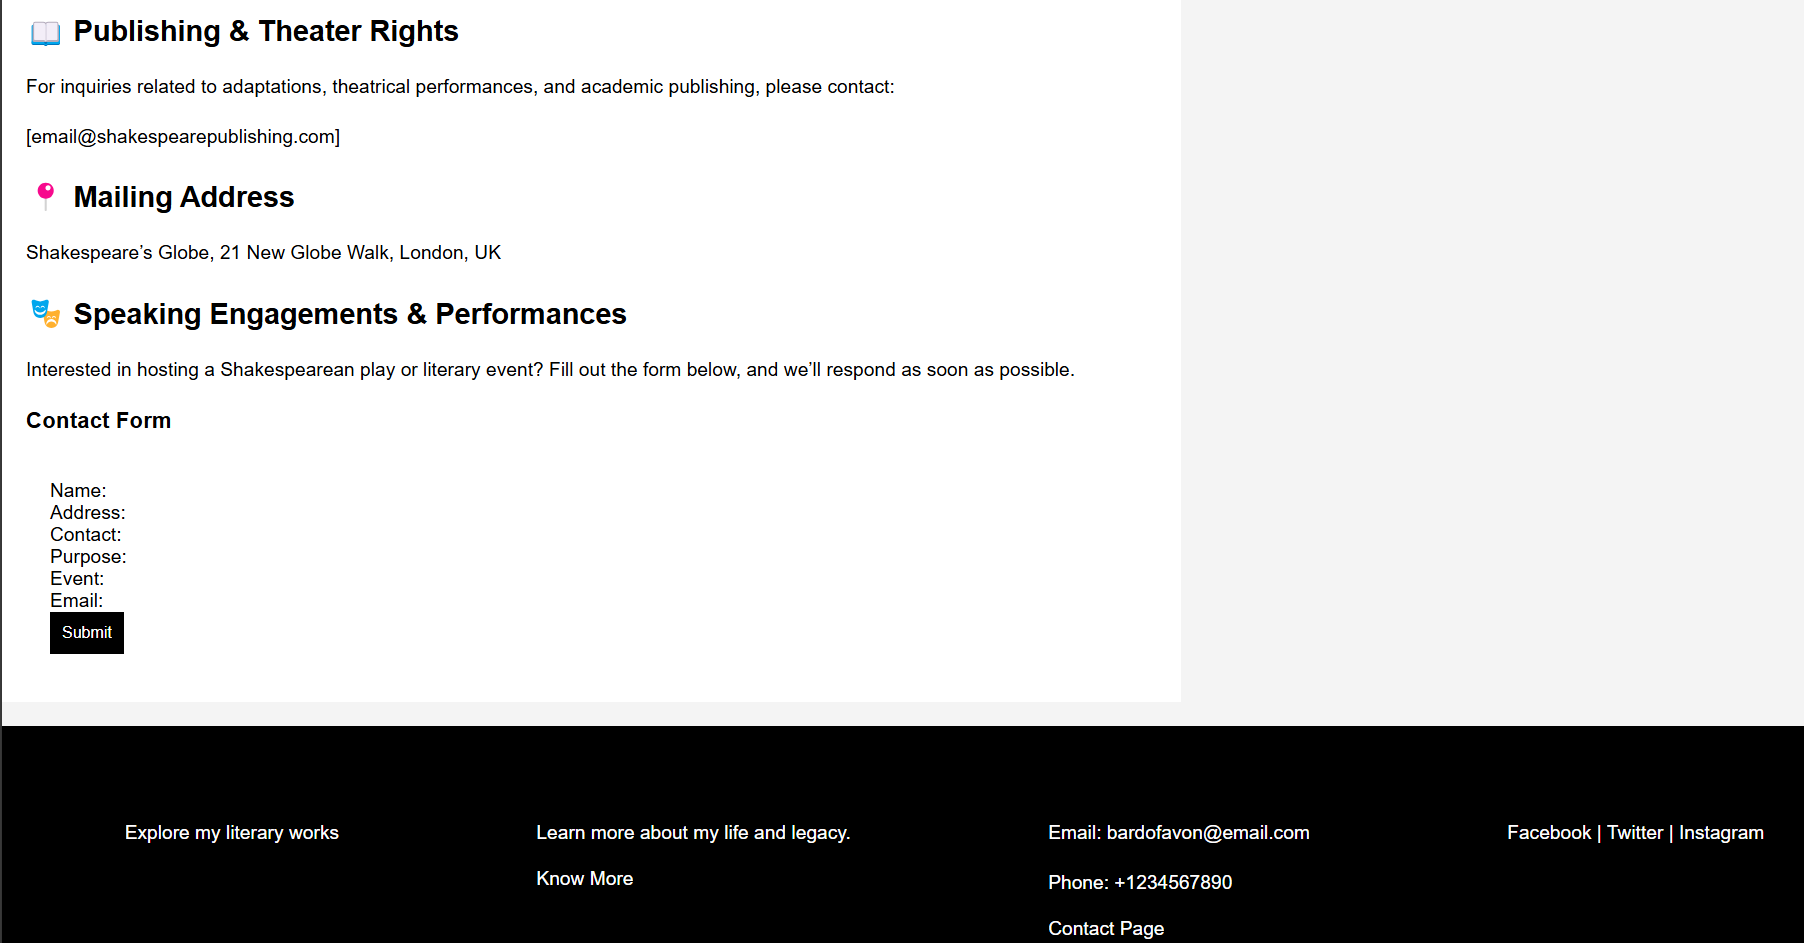 Publishing & Theater Rights
For inquiries related to adaptations, theatrical performances, and academic publishing, please contact:
[email@shakespearepublishing.com]
Mailing Address
Shakespeare’s Globe, 21 New Globe Walk, London, UK
Speaking Engagements & Performances
Interested in hosting a Shakespearean play or literary event? Fill out the form below, and we’ll respond as soon as possible.
Contact Form
Name:
Address:
Contact:
Purpose:
Event:
Email:
Submit
Explore my literary works
Learn more about my life and legacy.
Know More
Email: bardofavon@email.com
Phone: +1234567890
Contact Page
Facebook | Twitter | Instagram